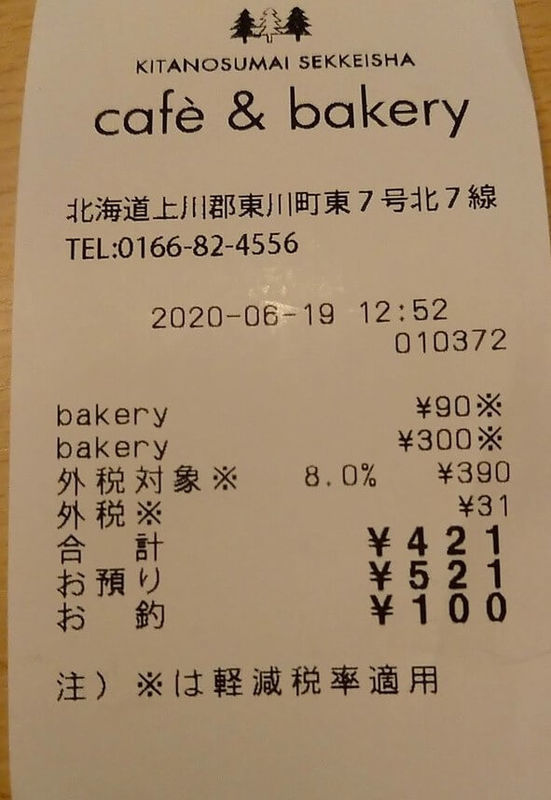 KITANOSUMAI SEKKEISHA
cafè & bakery
北海道上川郡東川町東7号北7線
TEL:0166-82-4556
2020-06-19 12:52
010372
bakery ¥90※
bakery ¥300※
外税対象※ 8.0% ¥390
外税※ ¥31
合 計 ¥421
お預り ¥521
お 釣 ¥100
注）※は軽減税率適用